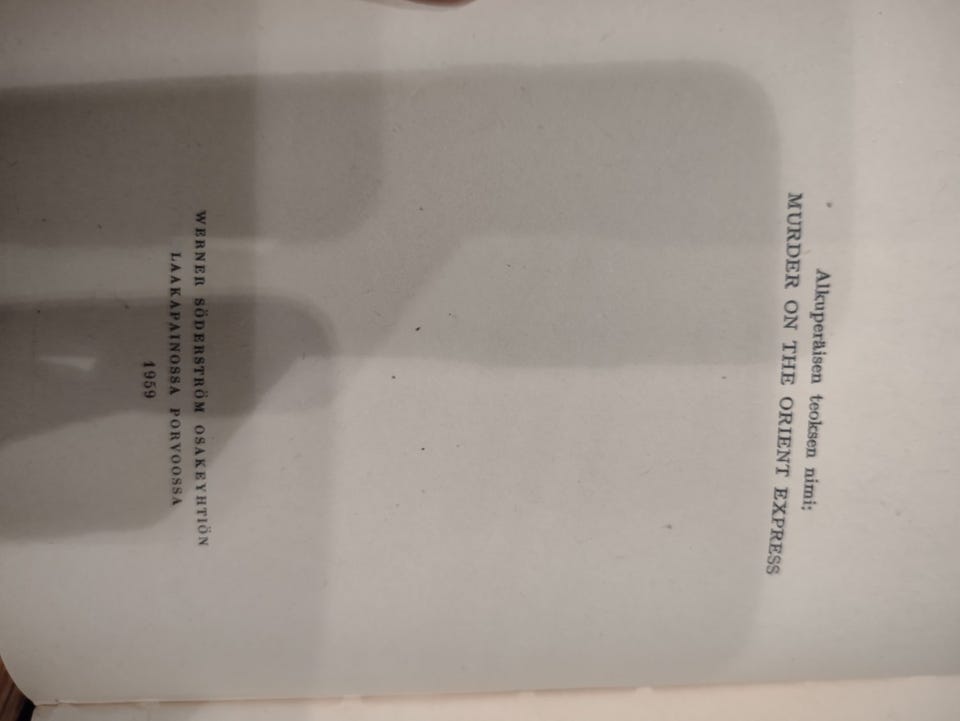 Alkuperäisen teoksen nimi:
MURDER ON THE ORIENT EXPRESS
WERNER SÖDERSTRÖM OSAKEYHTIÖN
LAAKAPAINOSSA PORVOOSSA
1959